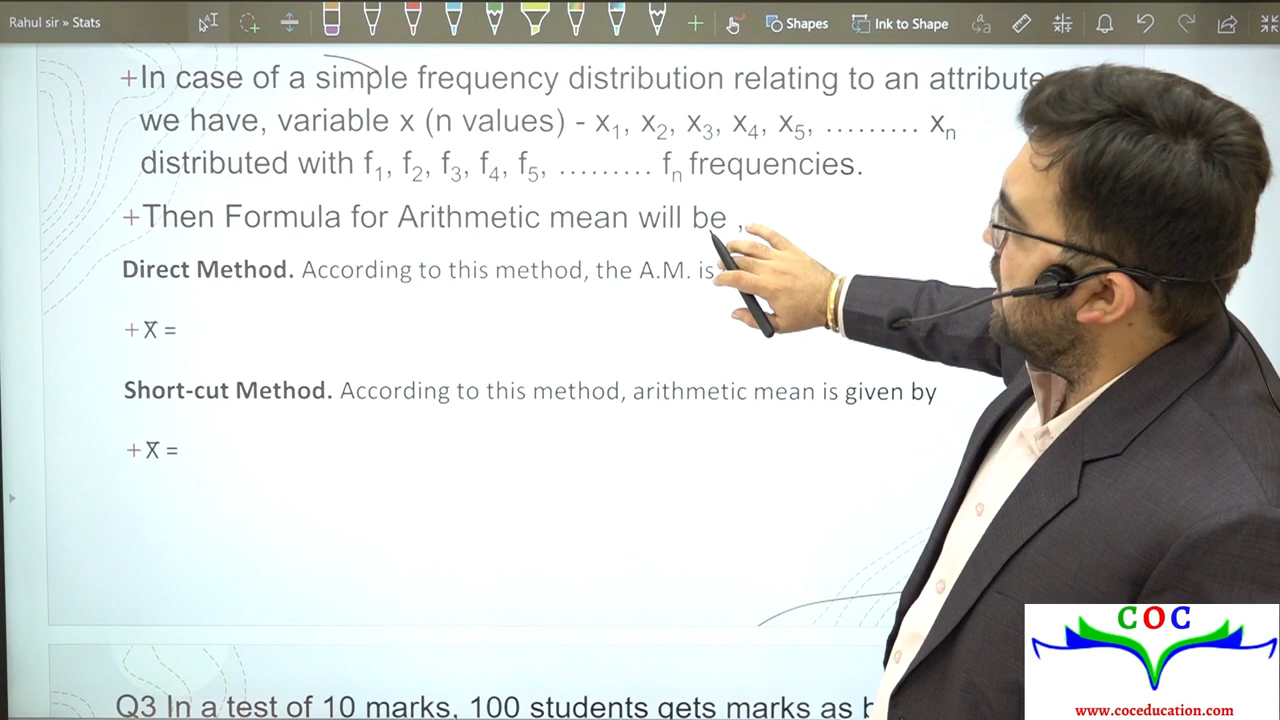 Rahul sir » Stats
Shapes
Ink to Shape
+In case of a simple frequency distribution relating to an attribute
we have, variable x (n values) - x₁, x₂, x₃, x₄, x₅, ......... xₙ
distributed with f₁, f₂, f₃, f₄, f₅, ......... fₙ frequencies.
+Then Formula for Arithmetic mean will be ,
Direct Method. According to this method, the A.M. is
+X̅ =
Short-cut Method. According to this method, arithmetic mean is given by
+X̅ =
Q3 In a test of 10 marks, 100 students gets marks as
COC
www.coceducation.com